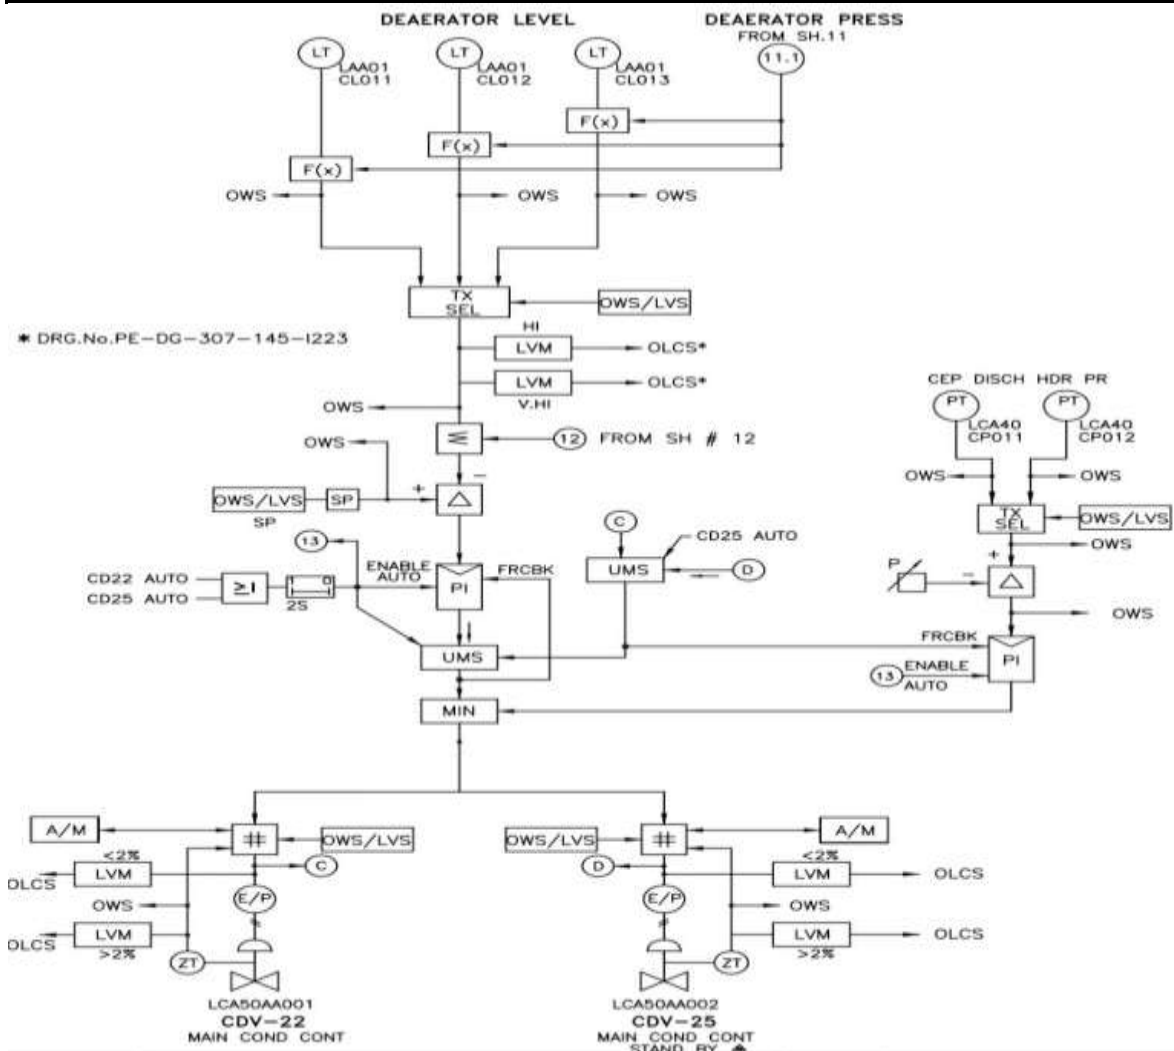 DEAERATOR LEVEL
DEAERATOR PRESS
FROM SH.11
LT
LT
LT
11.1
LAA01
CL011
LAA01
CL012
LAA01
CL013
F(x)
F(x)
F(x)
OWS
OWS
OWS
TX
SEL
OWS/LVS
* DRG.No.PE-DG-307-145-I223
HI
LVM
OLCS*
LVM
OLCS*
V.HI
CEP DISCH HDR PR
PT
PT
LCA40
CP011
LCA40
CP012
OWS
OWS
12
FROM SH # 12
OWS
OWS
-
+
△
OWS/LVS
SP
SP
TX
SEL
OWS/LVS
OWS
C
CD25 AUTO
13
UMS
D
+
-
△
P
OWS
CD22 AUTO
CD25 AUTO
≥1
1 0
2S
ENABLE
AUTO
PI
FRCBK
UMS
FRCBK
PI
13
ENABLE
AUTO
MIN
A/M
#
OWS/LVS
OWS/LVS
#
A/M
<2%
LVM
OLCS
C
D
<2%
LVM
OLCS
OWS
E/P
E/P
OWS
OLCS
LVM
>2%
LVM
>2%
OLCS
ZT
ZT
LCA50AA001
CDV-22
MAIN COND CONT
LCA50AA002
CDV-25
MAIN COND CONT
STAND BY